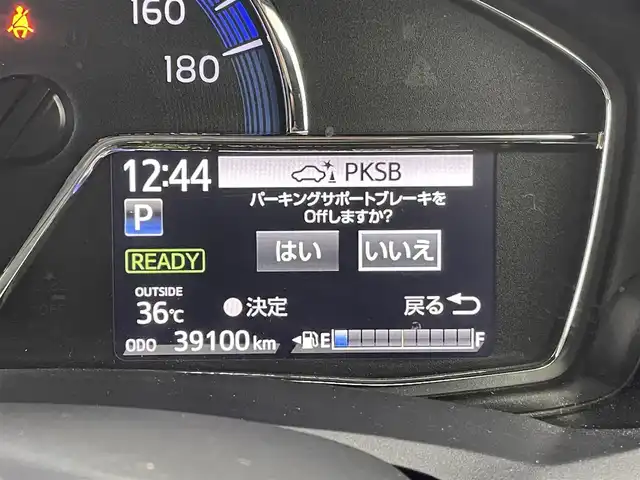 160
180
12:44
PKSB
P
パーキングサポートブレーキを
Offしますか?
はい
いいえ
READY
OUTSIDE
36℃
決定
戻る
ODO 39100 km
E
F